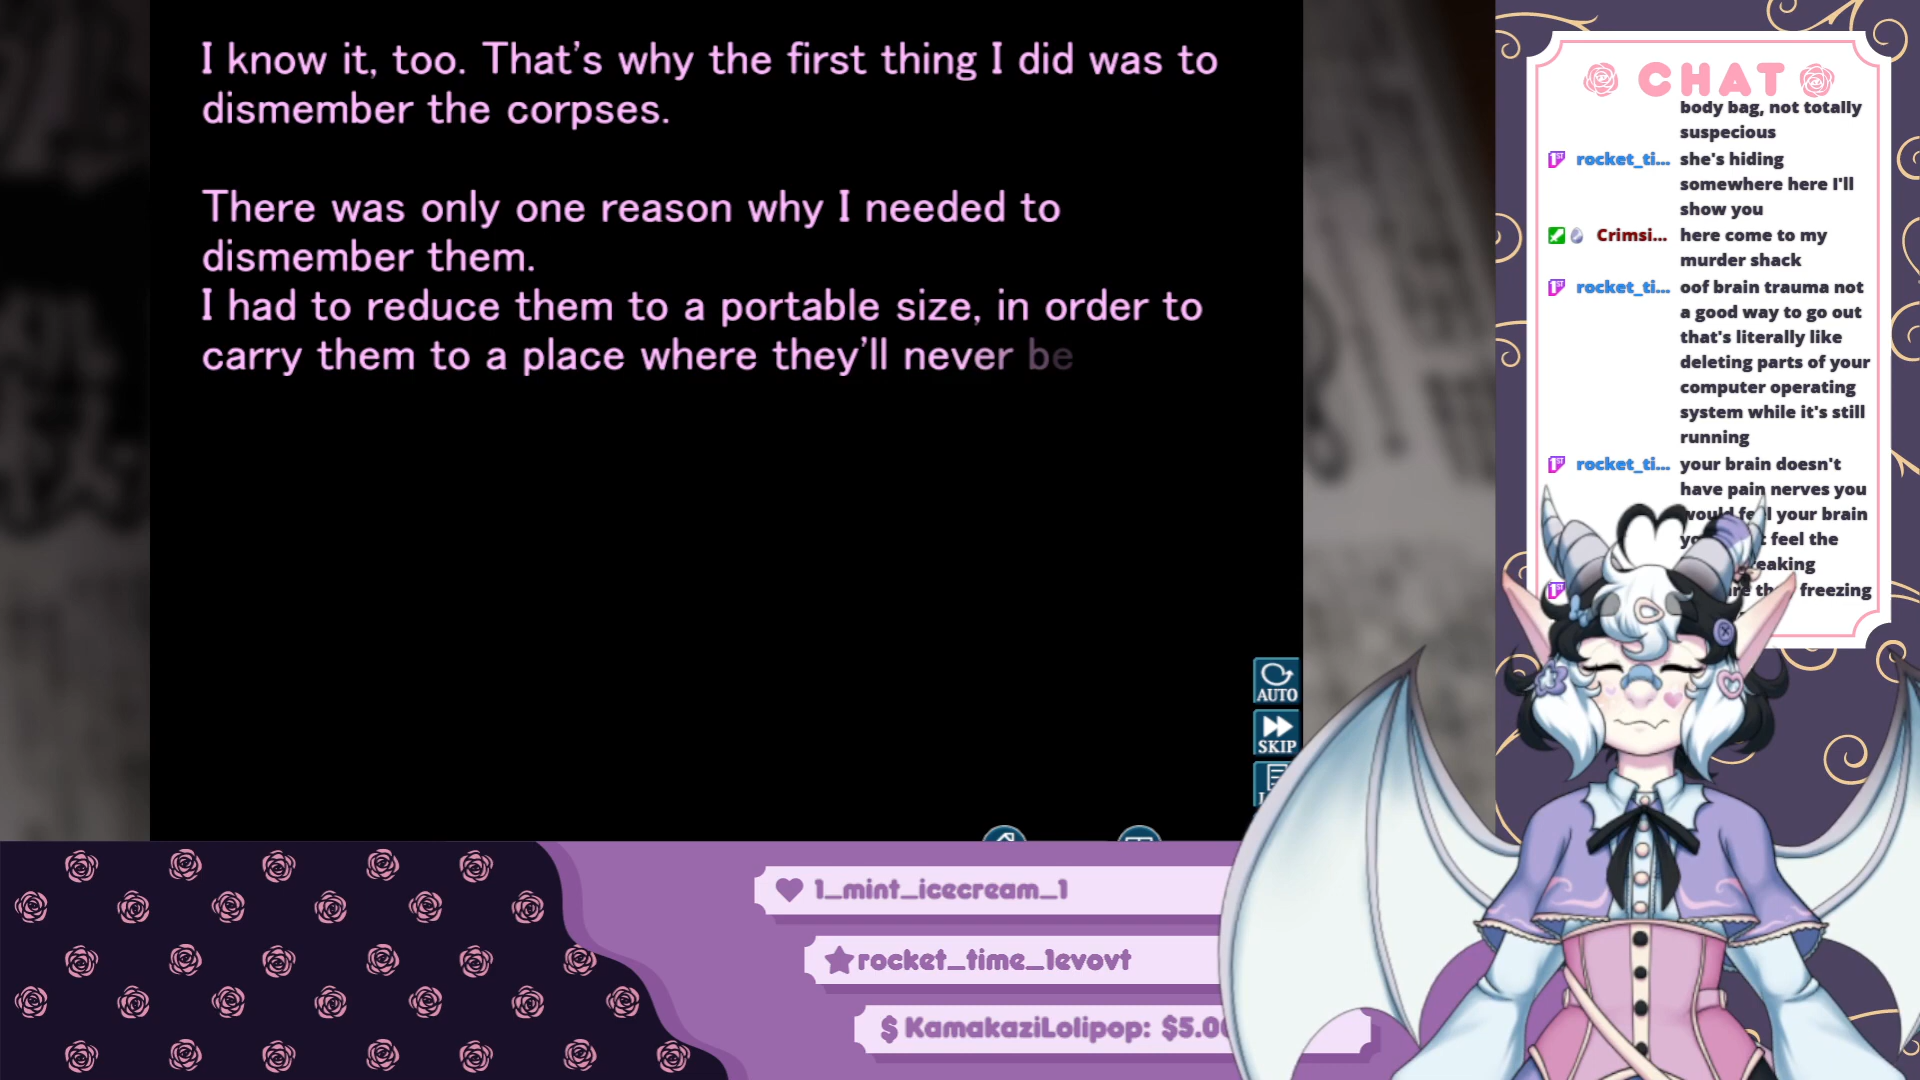 I know it, too. That's why the first thing I did was to
dismember the corpses.
There was only one reason why I needed to
dismember them.
I had to reduce them to a portable size, in order to
carry them to a place where they'll never be
AUTO
SKIP
CHAT
body bag, not totally
suspecious
rocket_ti... she's hiding
somewhere here I'll
show you
Crimsi... here come to my
murder shack
rocket_ti... oof brain trauma not
a good way to go out
that's literally like
deleting parts of your
computer operating
system while it's still
running
rocket_ti... your brain doesn't
have pain nerves you
would feel your brain
feel the
freezing
1_mint_icecream_1
rocket_time_1evovt
$ KamakaziLolipop: $5.00